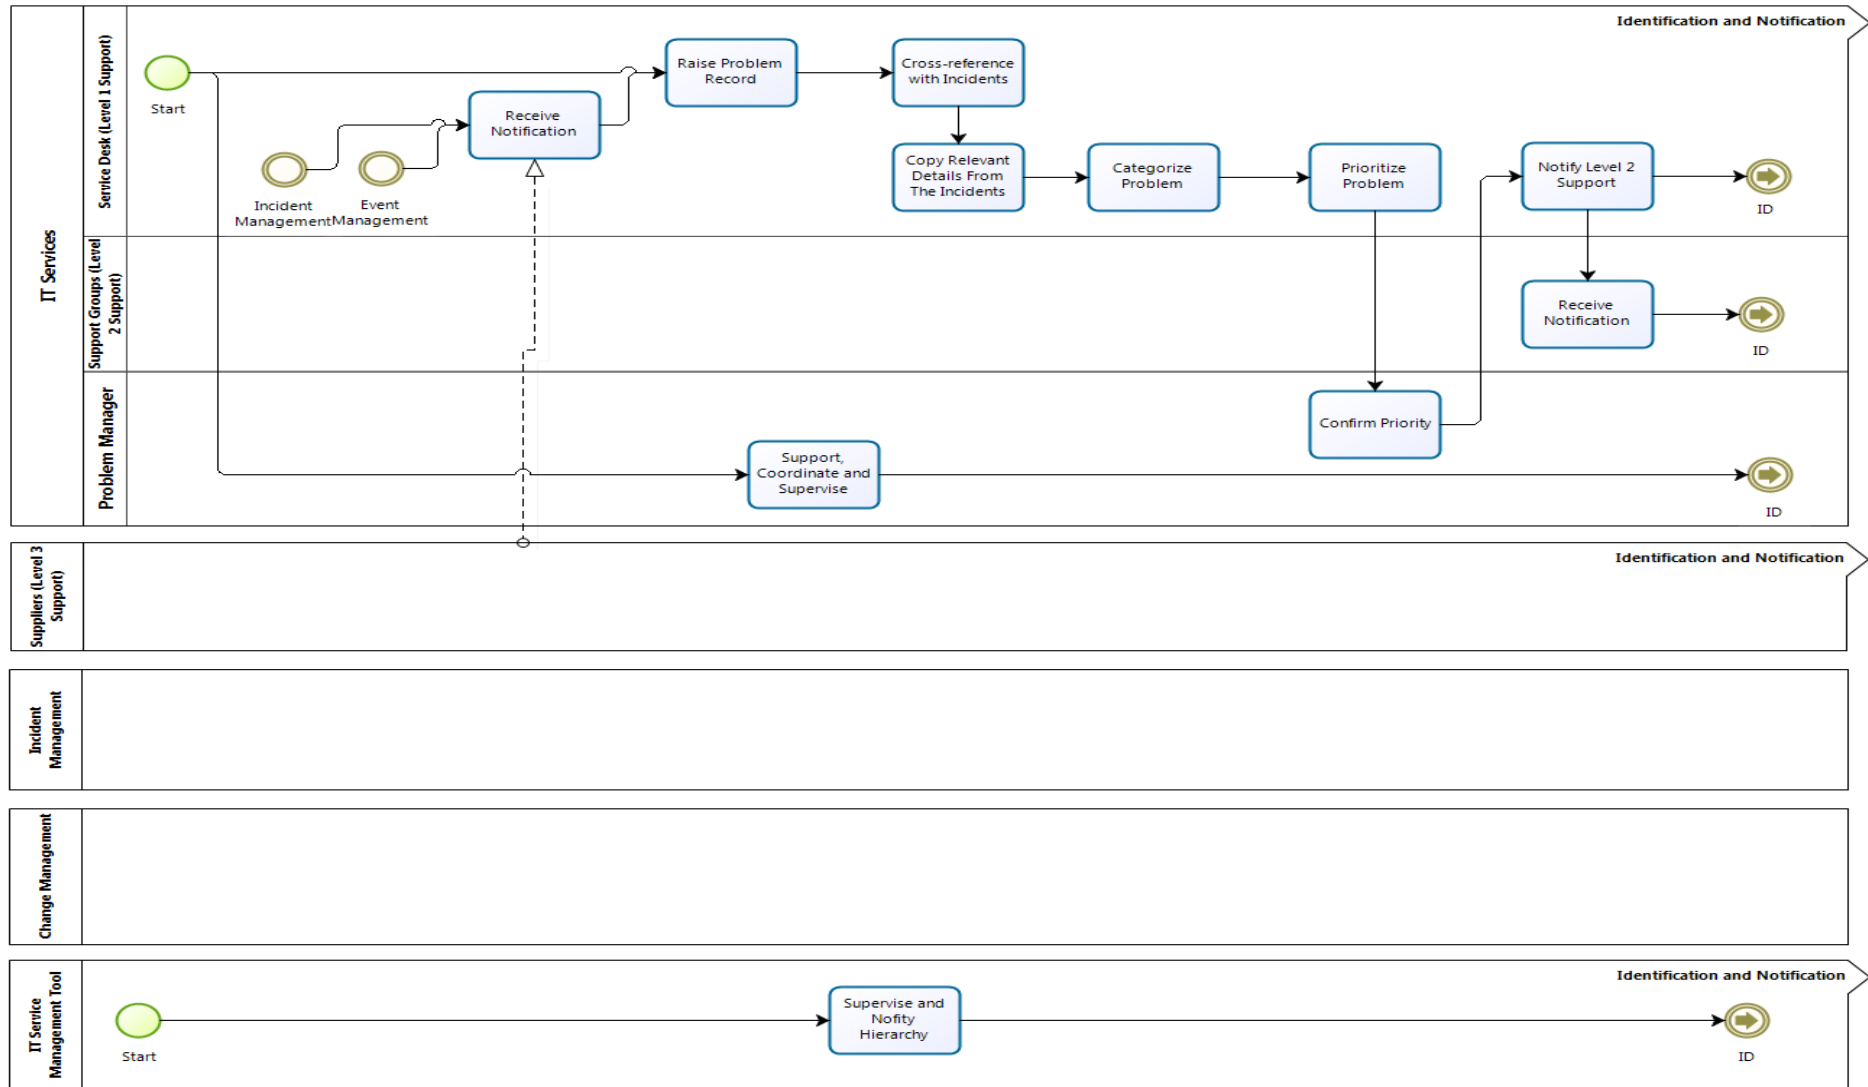 Identification and Notification
IT Services
Service Desk (Level 1 Support)
Start
Incident
Management
Event
Management
Receive
Notification
Raise Problem
Record
Cross-reference
with Incidents
Copy Relevant
Details From
The Incidents
Categorize
Problem
Prioritize
Problem
Notify Level 2
Support
ID
Support Groups (Level
2 Support)
Receive
Notification
ID
Problem Manager
Confirm Priority
Support,
Coordinate and
Supervise
ID
Suppliers (Level 3
Support)
Identification and Notification
Incident
Management
Change Management
IT Service
Management Tool
Identification and Notification
Start
Supervise and
Nofity
Hierarchy
ID